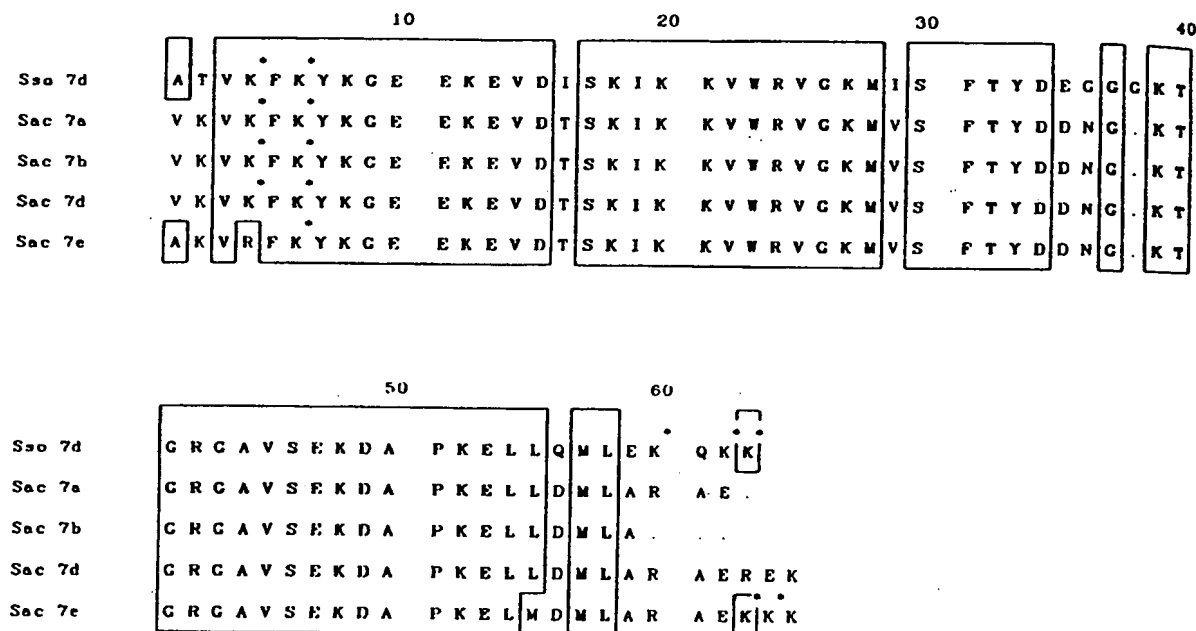 10 20 30 40
Sso 7d A T V K F K Y K G E E K E V D I S K I K K V W R V G K M I S F T Y D E G G G K T
Sac 7a V K V K F K Y K G E E K E V D T S K I K K V W R V G K M V S F T Y D D N G . K T
Sac 7b V K V K F K Y K G E E K E V D T S K I K K V W R V G K M V S F T Y D D N G . K T
Sac 7d V K V K F K Y K G E E K E V D T S K I K K V W R V G K M V S F T Y D D N G . K T
Sac 7e A K V R F K Y K G E E K E V D T S K I K K V W R V G K M V S F T Y D D N G . K T
50 60
Sso 7d G R G A V S E K D A P K E L L Q M L E K Q K K
Sac 7a G R G A V S E K D A P K E L L D M L A R A E .
Sac 7b G R G A V S E K D A P K E L L D M L A . . .
Sac 7d G R G A V S E K D A P K E L L D M L A R A E R E K
Sac 7e G R G A V S E K D A P K E L M D M L A R A E K K K